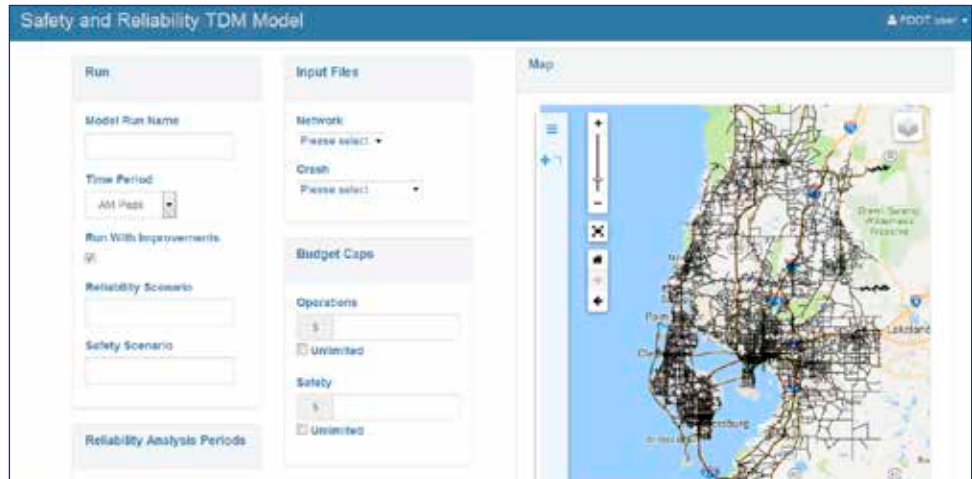 Safety and Reliability TDM Model
FDOT user
Run
Model Run Name
Time Period
AM Peak
Run With Improvements
Reliability Scenario
Safety Scenario
Reliability Analysis Periods
Input Files
Network
Please select
Crash
Please select
Budget Caps
Operations
$
Unlimited
Safety
$
Unlimited
Map
+
-
Lakeland